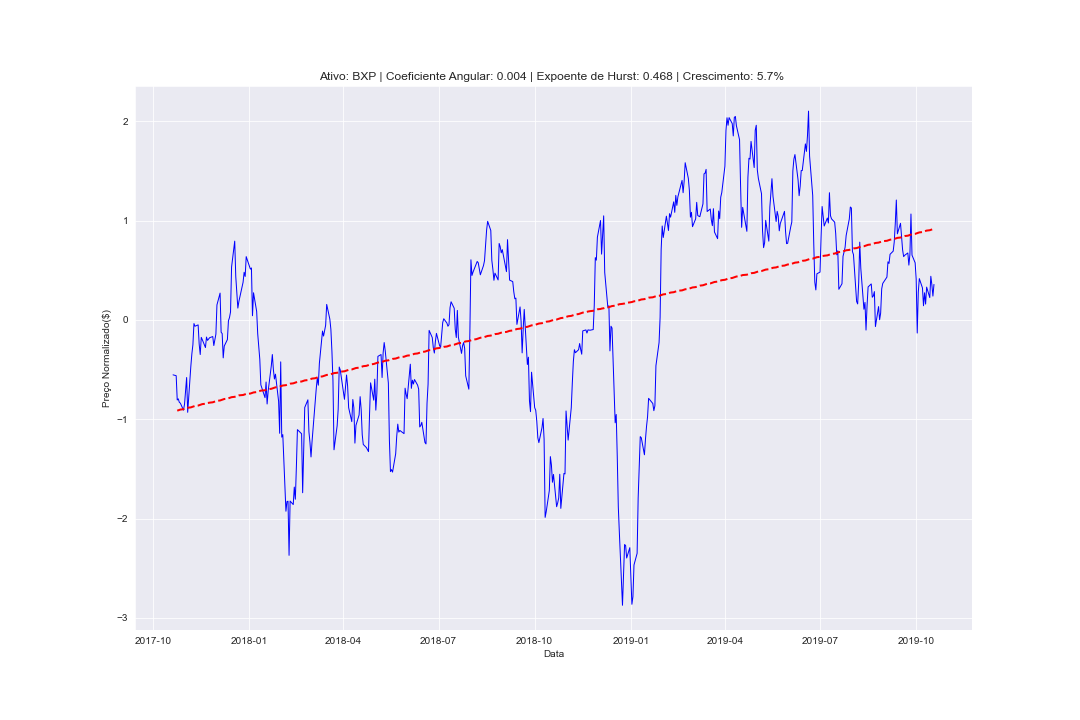 Ativo: BXP | Coeficiente Angular: 0.004 | Expoente de Hurst: 0.468 | Crescimento: 5.7%
2
1
0
−1
−2
−3
Preço Normalizado($)
2017-10 2018-01 2018-04 2018-07 2018-10 2019-01 2019-04 2019-07 2019-10
Data